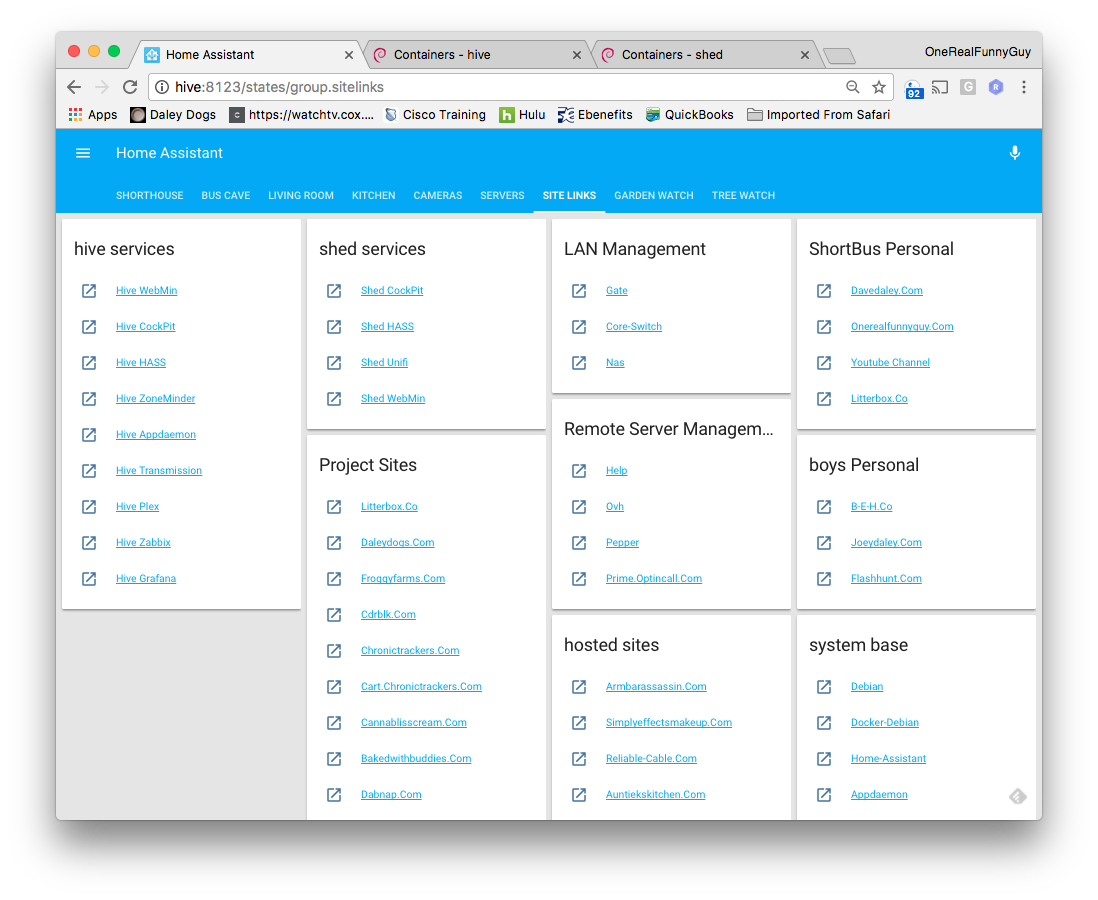 Home Assistant
Containers - hive
Containers - shed
OneRealFunnyGuy
hive:8123/states/group.sitelinks
92
G
R
Apps
Daley Dogs
C
https://watchtv.cox....
Cisco Training
h
Hulu
Ebenefits
QuickBooks
Imported From Safari
Home Assistant
SHORTHOUSE
BUS CAVE
LIVING ROOM
KITCHEN
CAMERAS
SERVERS
SITE LINKS
GARDEN WATCH
TREE WATCH
hive services
Hive WebMin
Hive CockPit
Hive HASS
Hive ZoneMinder
Hive Appdaemon
Hive Transmission
Hive Plex
Hive Zabbix
Hive Grafana
shed services
Shed CockPit
Shed HASS
Shed Unifi
Shed WebMin
Project Sites
Litterbox.Co
Daleydogs.Com
Froggyfarms.Com
Cdrblk.Com
Chronictrackers.Com
Cart.Chronictrackers.Com
Cannablisscream.Com
Bakedwithbuddies.Com
Dabnap.Com
LAN Management
Gate
Core-Switch
Nas
Remote Server Managem...
Help
Ovh
Pepper
Prime.Optincall.Com
hosted sites
Armbarassassin.Com
Simplyeffectsmakeup.Com
Reliable-Cable.Com
Auntiekskitchen.Com
ShortBus Personal
Davedaley.Com
Onerealfunnyguy.Com
Youtube Channel
Litterbox.Co
boys Personal
B-E-H.Co
Joeydaley.Com
Flashhunt.Com
system base
Debian
Docker-Debian
Home-Assistant
Appdaemon